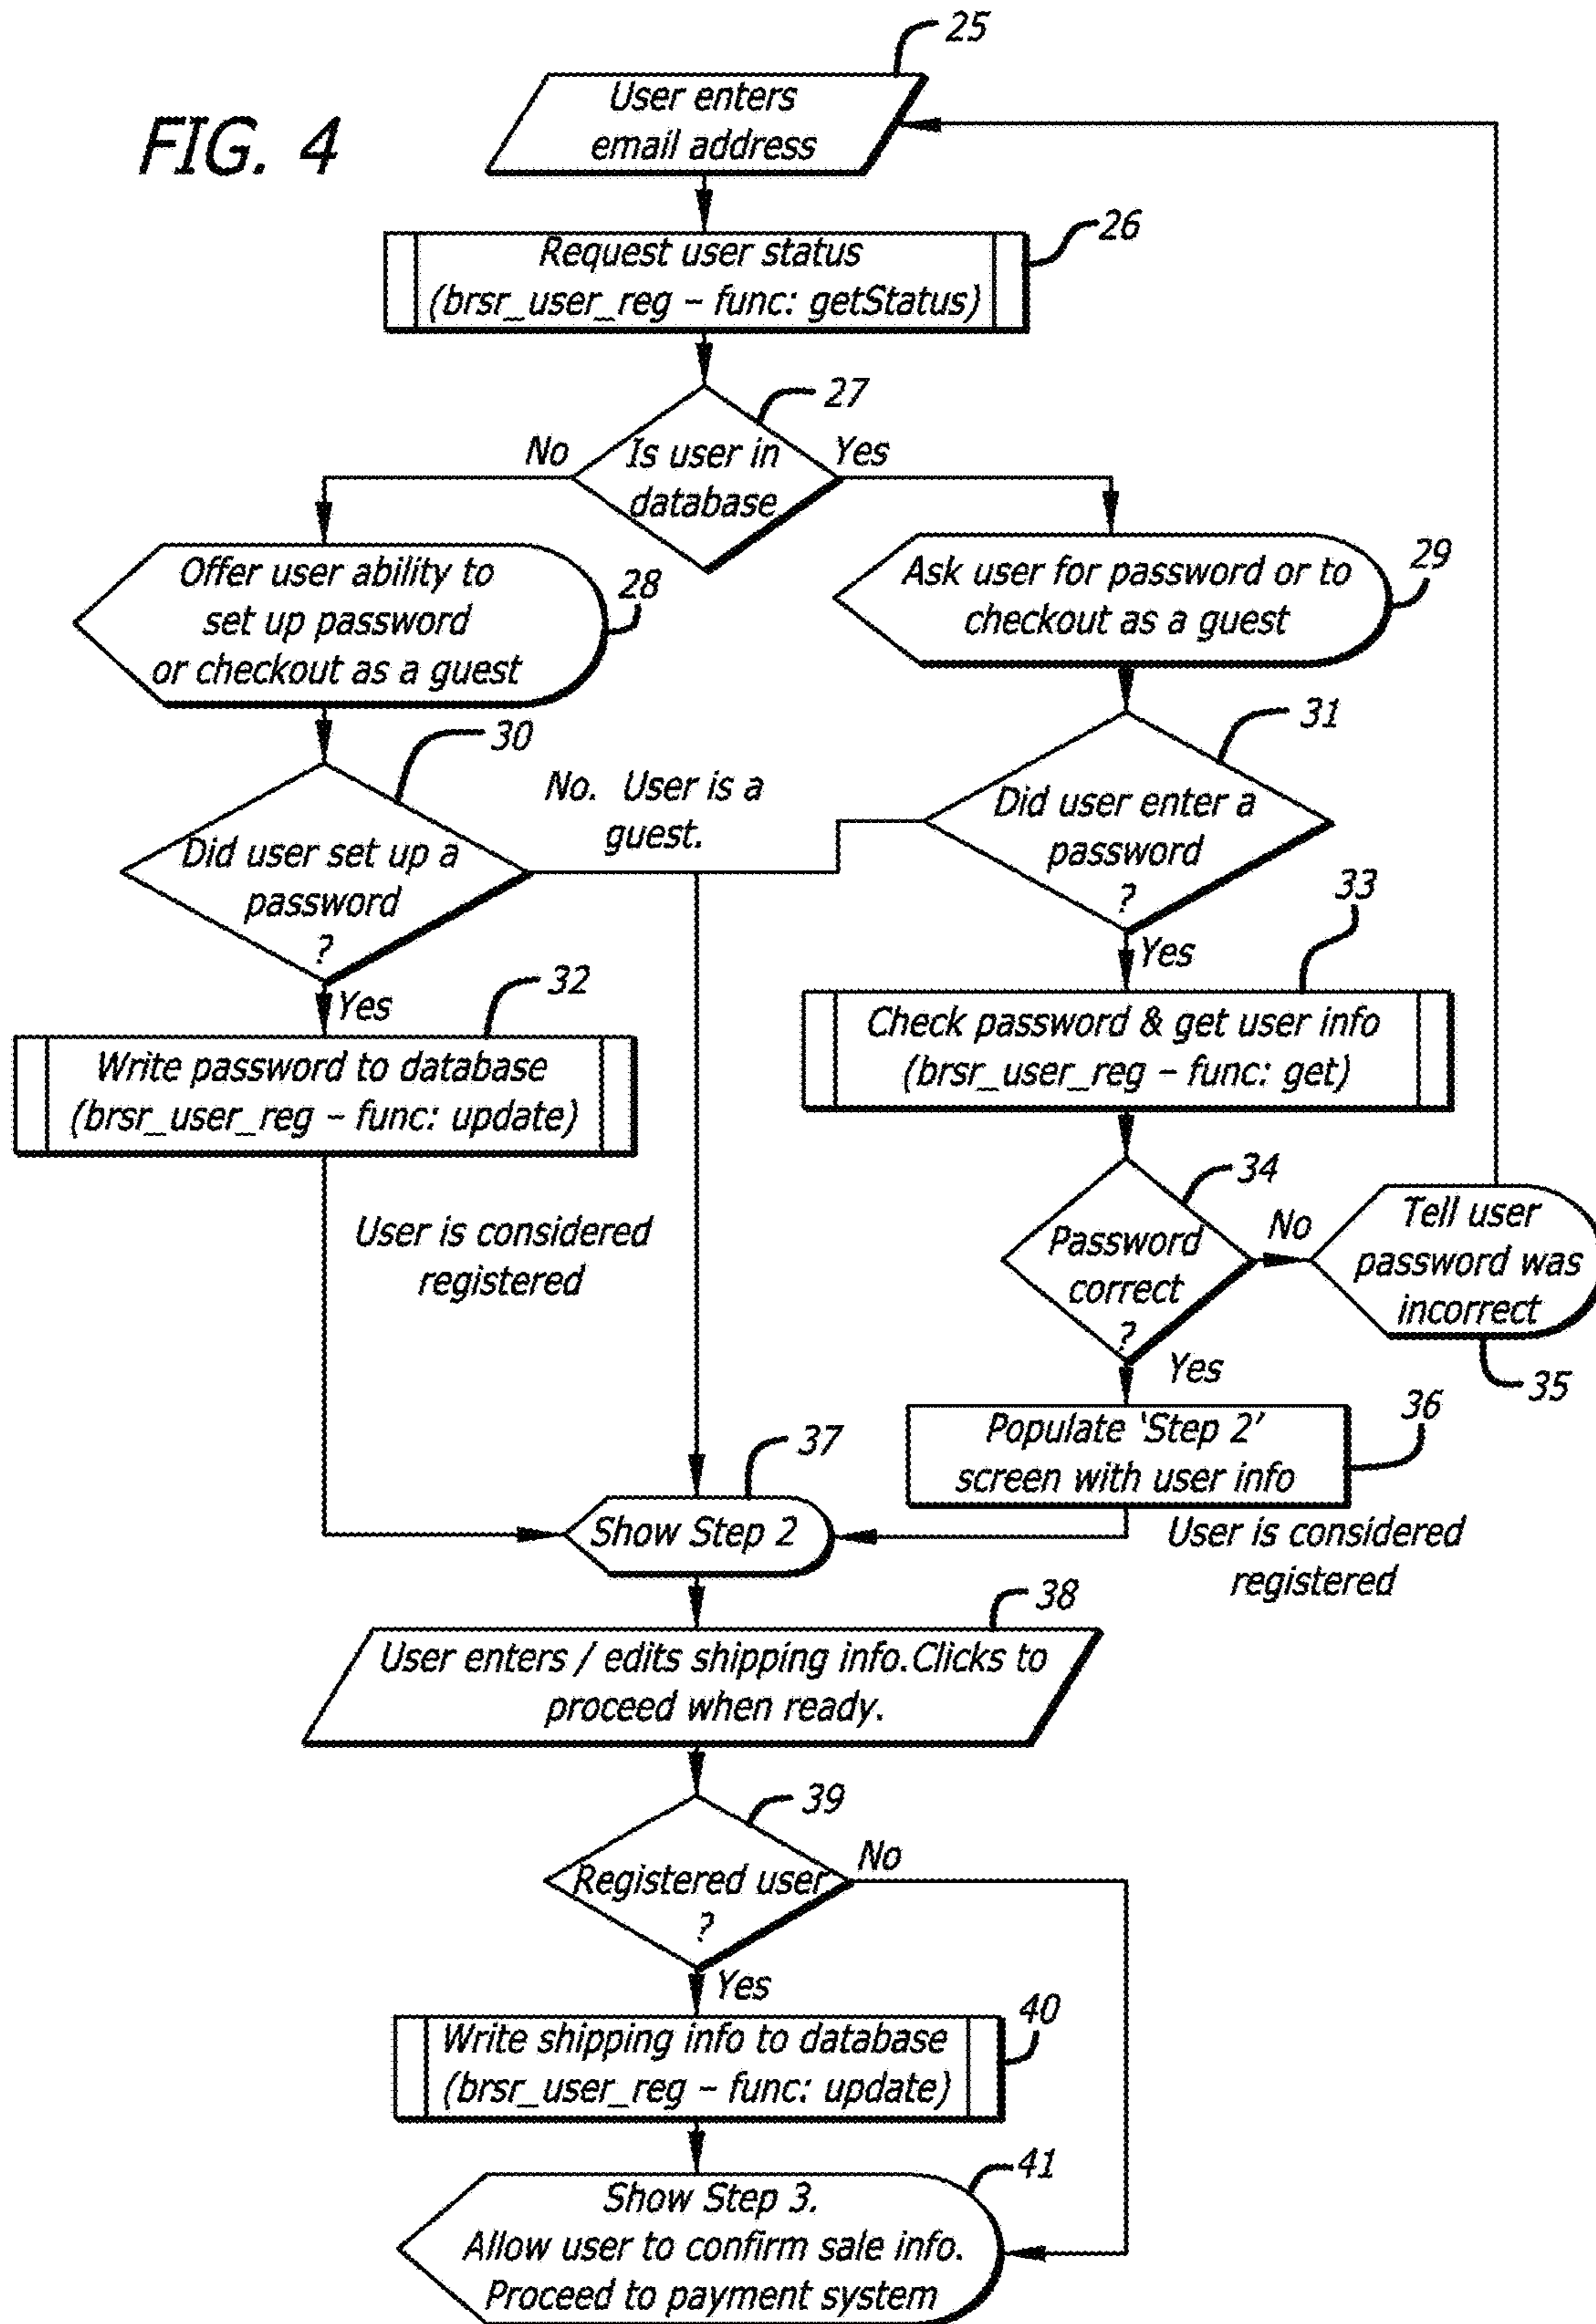 25
FIG. 4
User enters
email address
26
Request user status
(brsr_user_reg – func: getStatus)
27
No
Is user in
database
Yes
Offer user ability to
set up password
or checkout as a guest
28
Ask user for password or to
checkout as a guest
29
30
31
No. User is a
guest.
Did user set up a
password
?
Did user enter a
password
?
33
Yes
32
Yes
Write password to database
(brsr_user_reg – func: update)
Check password & get user info
(brsr_user_reg – func: get)
34
User is considered
registered
Password
correct
?
No
Tell user
password was
incorrect
35
Yes
36
Populate ‘Step 2’
screen with user info
37
Show Step 2
User is considered
registered
38
User enters / edits shipping info.Clicks to
proceed when ready.
39
Registered user
?
No
Yes
40
Write shipping info to database
(brsr_user_reg – func: update)
41
Show Step 3.
Allow user to confirm sale info.
Proceed to payment system